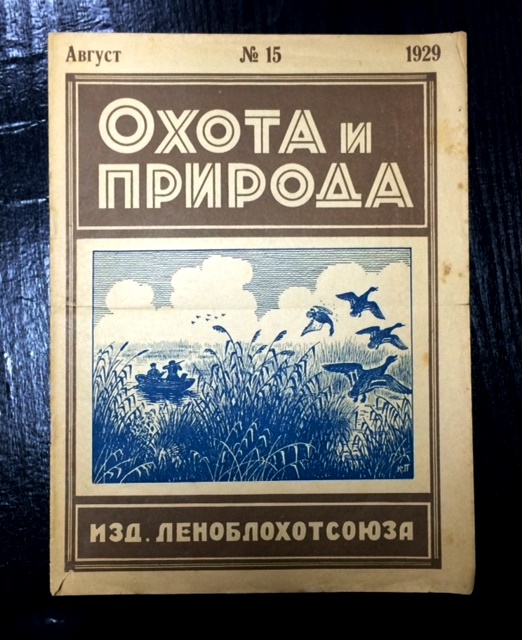 Август № 15 1929
ОХОТА И
ПРИРОДА
ИЗД. ЛЕНОБЛОХОТСОЮЗА